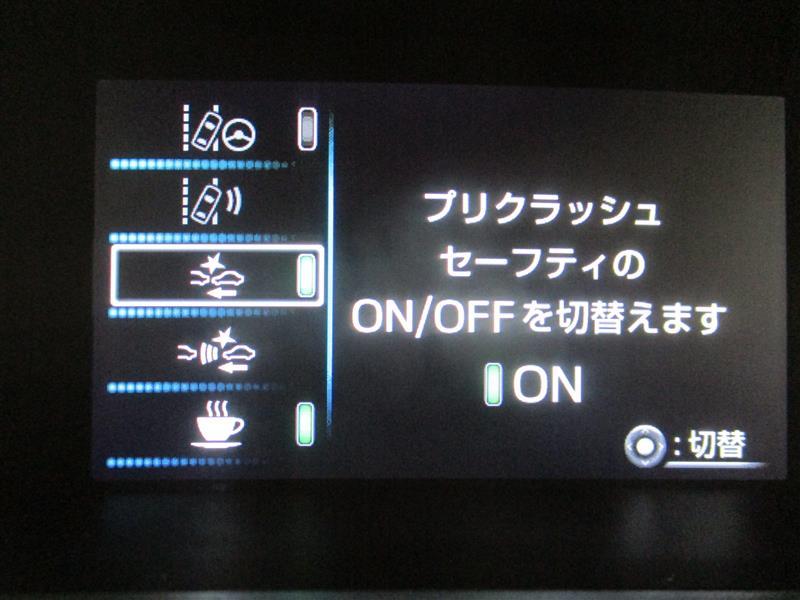 プリクラッシュ
セーフティの
ON/OFFを切替えます
ON
:切替